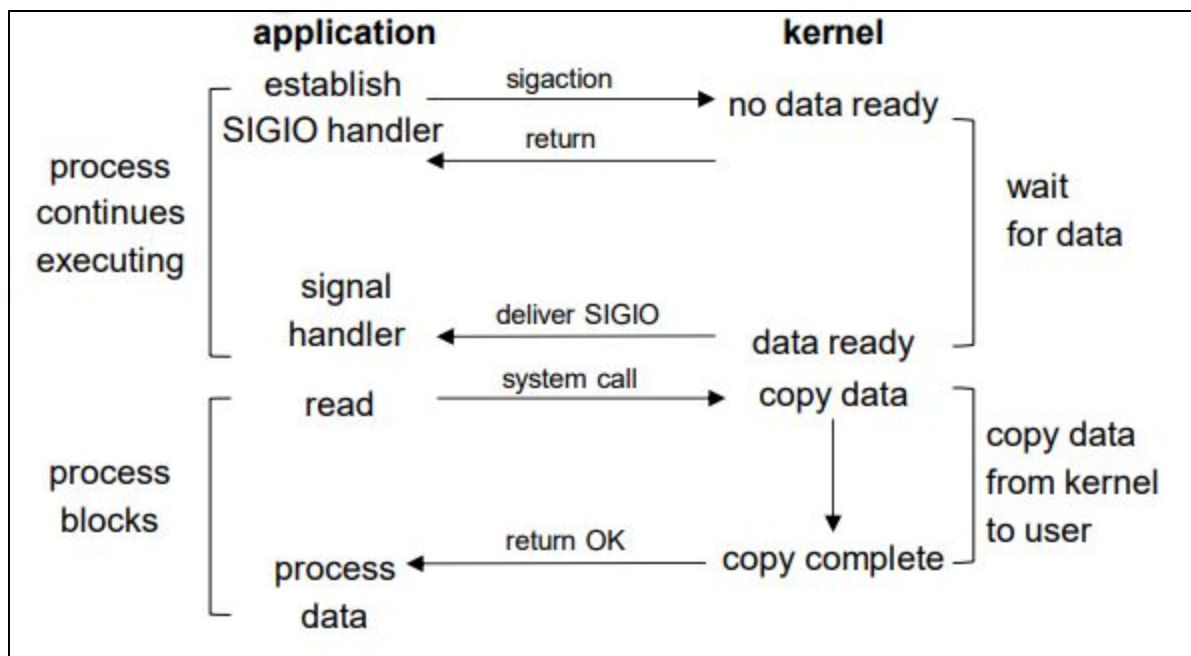 application
kernel
establish
SIGIO handler
sigaction
no data ready
return
process
continues
executing
wait
for data
signal
handler
deliver SIGIO
data ready
read
system call
copy data
process
blocks
copy data
from kernel
to user
return OK
copy complete
process
data